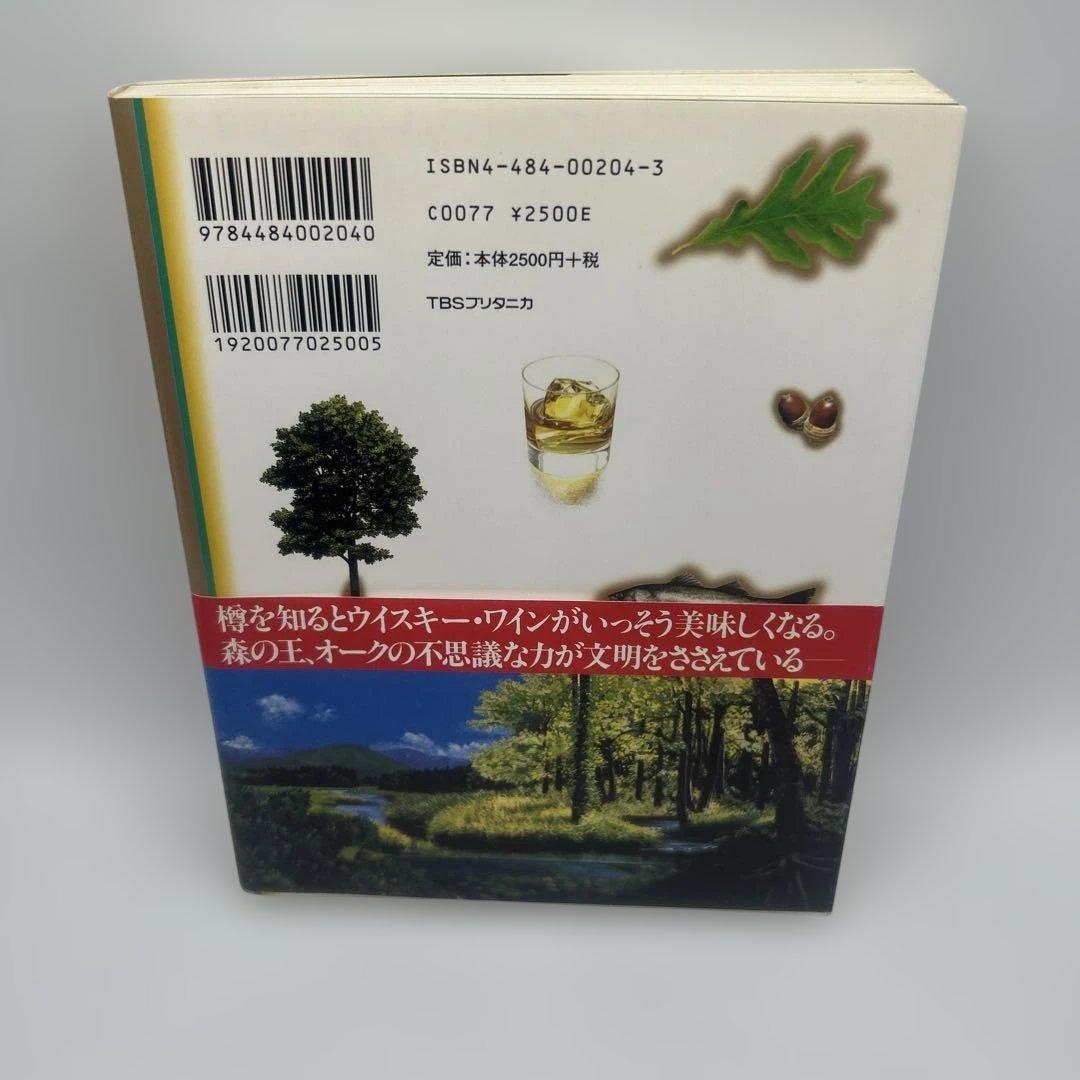 ISBN4-484-00204-3
C0077 ¥2500E
定価：本体2500円＋税
TBSブリタニカ
9784484002040
1920077025005
樽を知るとウイスキー・ワインがいっそう美味しくなる。
森の王、オークの不思議な力が文明をささえている――